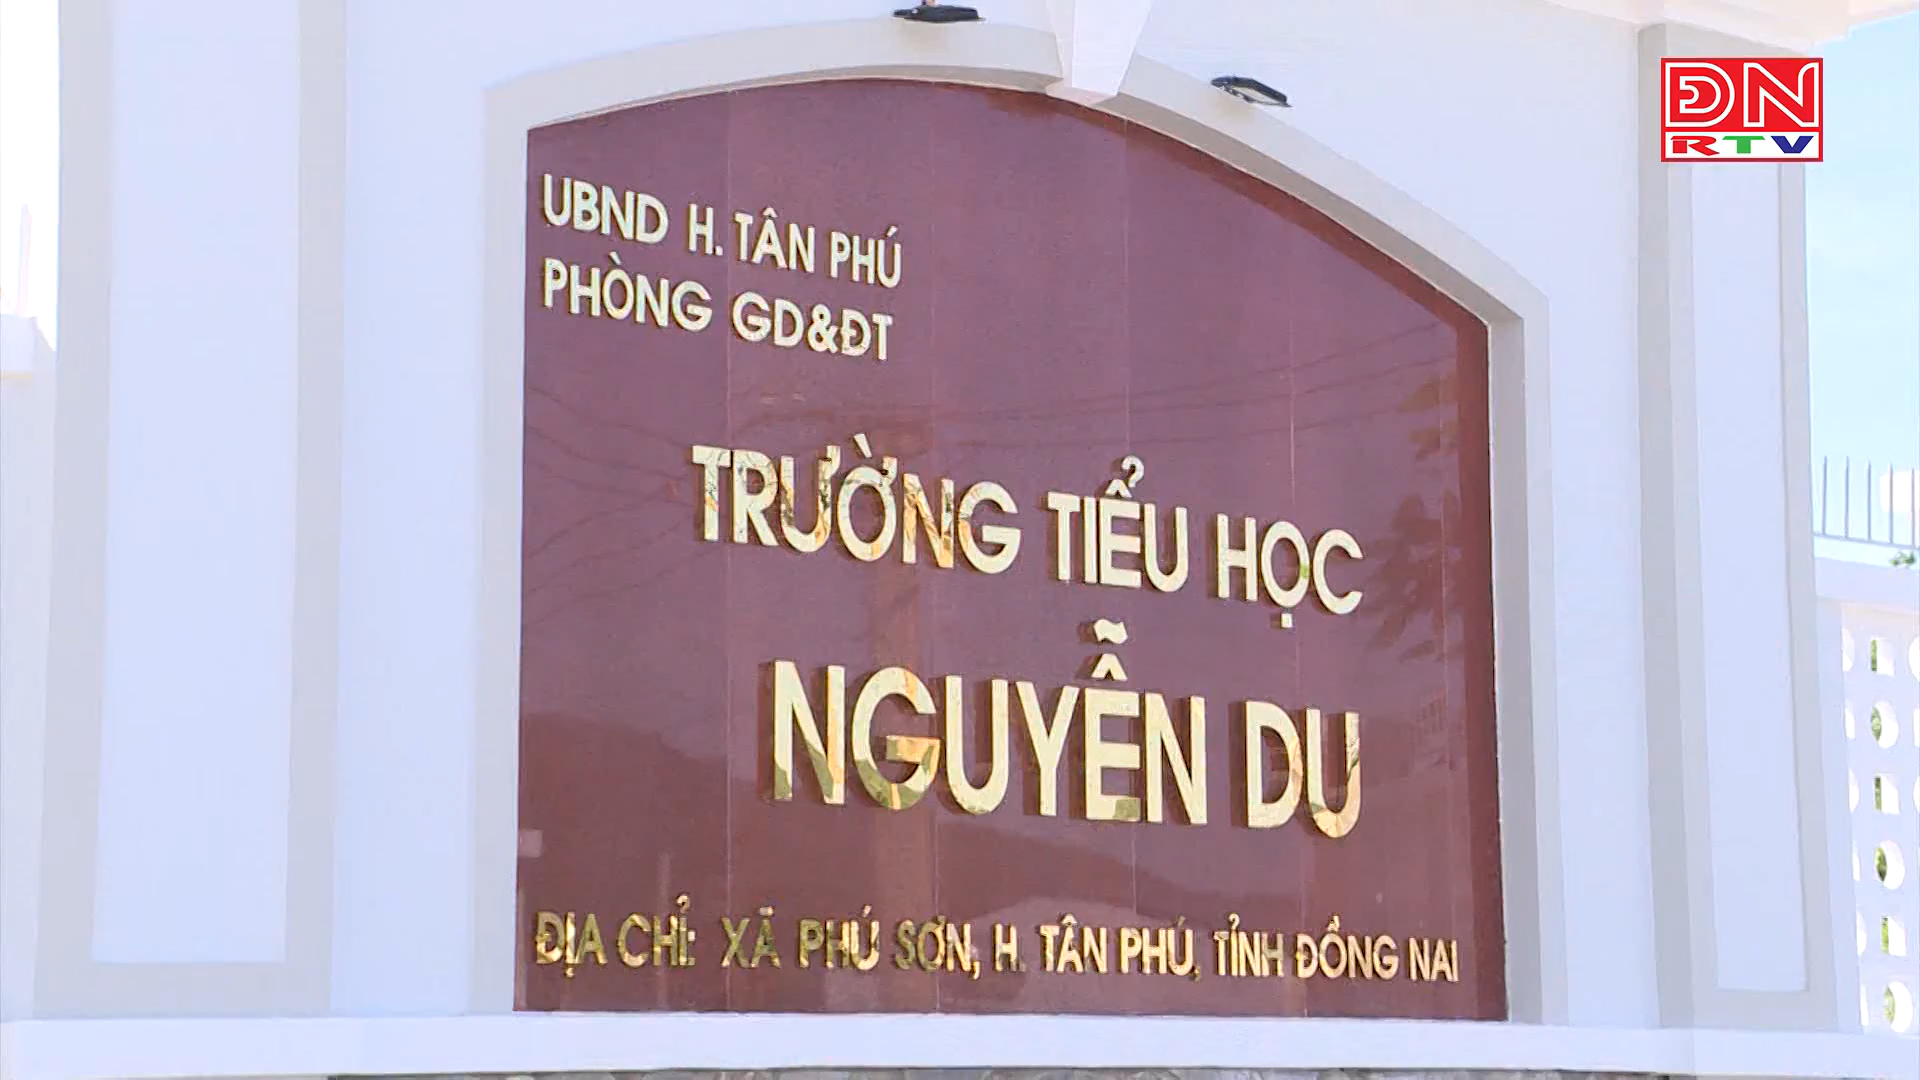 ĐN
RTV
UBND H. TÂN PHÚ
PHÒNG GD&ĐT
TRƯỜNG TIỂU HỌC
NGUYỄN DU
ĐỊA CHỈ: XÃ PHÚ SƠN, H. TÂN PHÚ, TỈNH ĐỒNG NAI